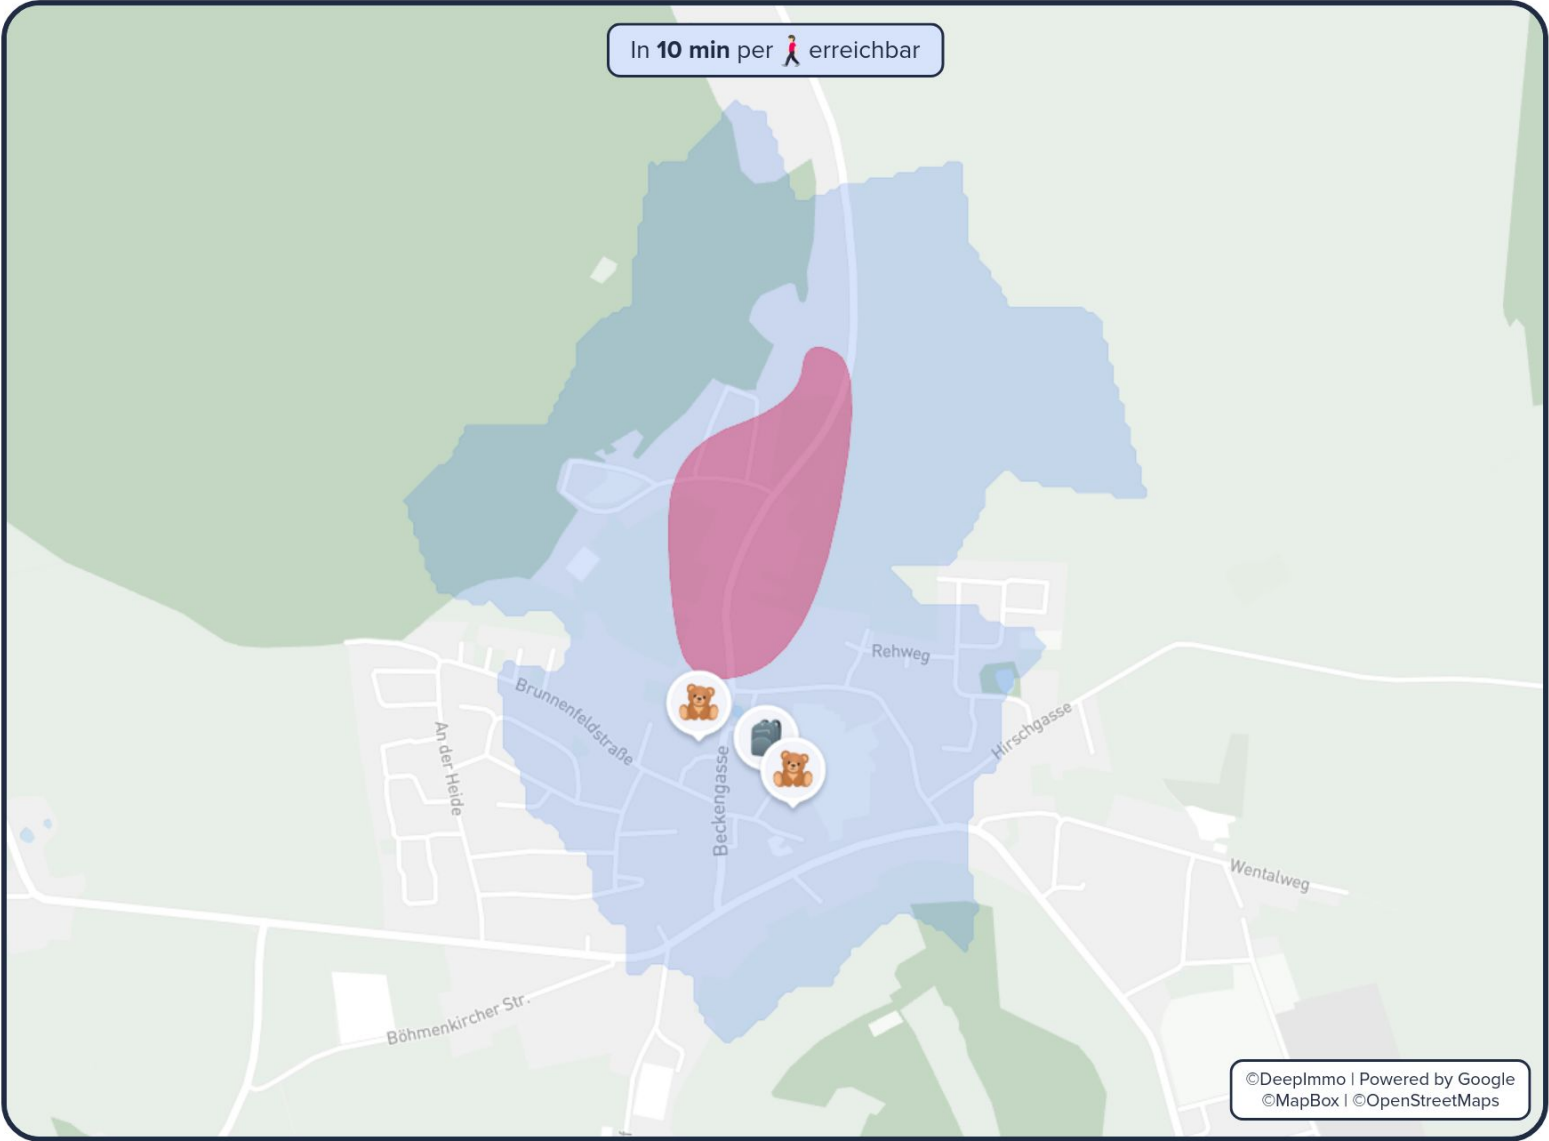 In 10 min per erreichbar
Rehweg
Brunnenfeldstraße
Hirschgasse
An der Heide
Beckengasse
Wentalweg
Böhmenkircher Str.
©DeepImmo | Powered by Google
©MapBox | ©OpenStreetMaps